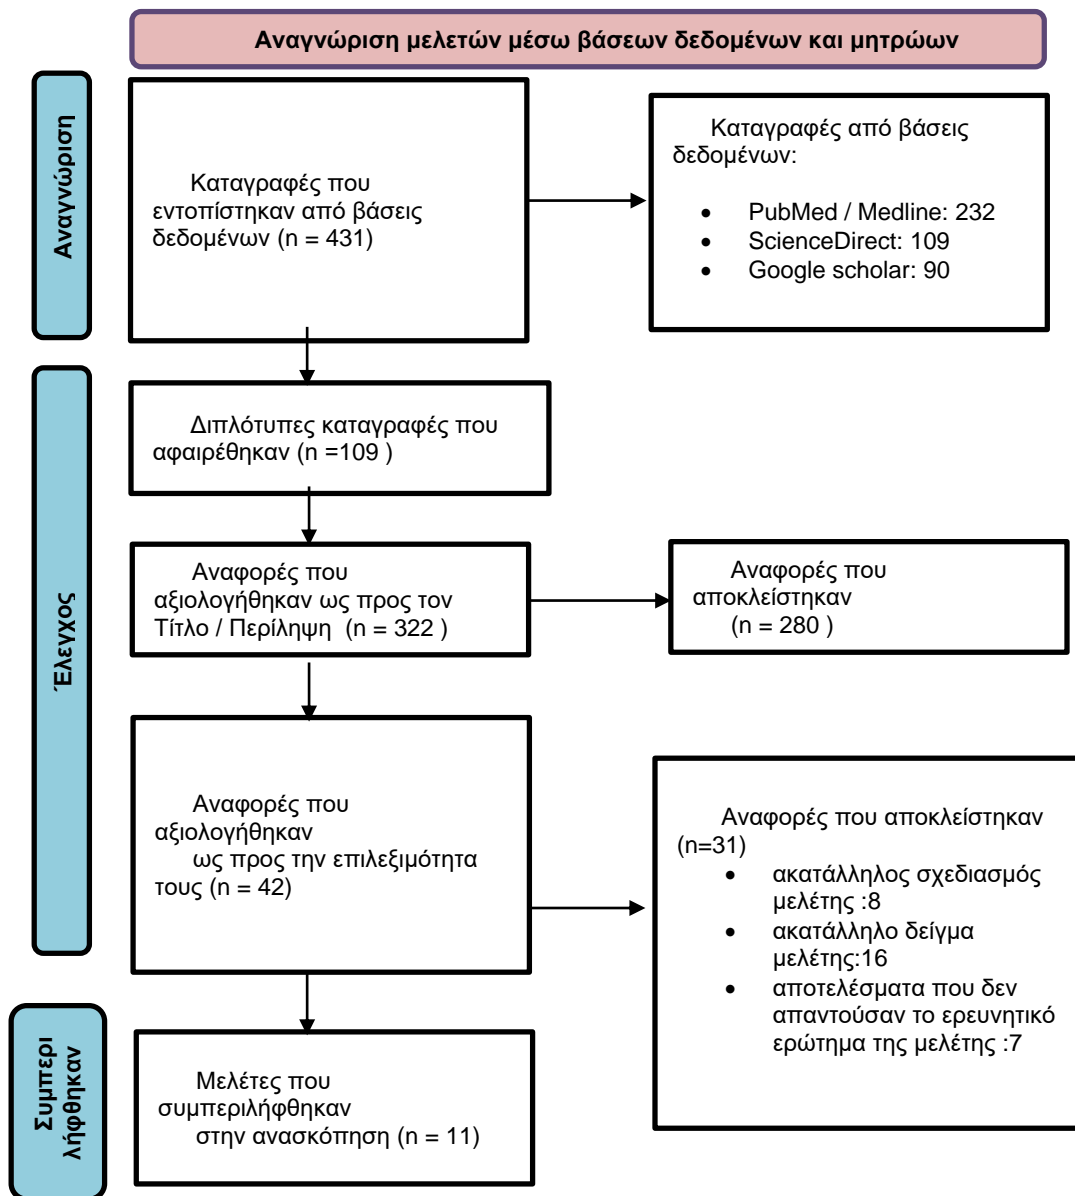 Αναγνώριση μελετών μέσω βάσεων δεδομένων και μητρώων
Αναγνώριση
Καταγραφές που
εντοπίστηκαν από βάσεις
δεδομένων (n = 431)
Καταγραφές από βάσεις
δεδομένων:
• PubMed / Medline: 232
• ScienceDirect: 109
• Google scholar: 90
Έλεγχος
Διπλότυπες καταγραφές που
αφαιρέθηκαν (n =109 )
Αναφορές που
αξιολογήθηκαν ως προς τον
Τίτλο / Περίληψη (n = 322 )
Αναφορές που
αποκλείστηκαν
(n = 280 )
Αναφορές που
αξιολογήθηκαν
ως προς την επιλεξιμότητα
τους (n = 42)
Αναφορές που αποκλείστηκαν
(n=31)
• ακατάλληλος σχεδιασμός
μελέτης :8
• ακατάλληλο δείγμα
μελέτης:16
• αποτελέσματα που δεν
απαντούσαν το ερευνητικό
ερώτημα της μελέτης :7
Συμπερι
λήφθηκαν
Μελέτες που
συμπεριλήφθηκαν
στην ανασκόπηση (n = 11)